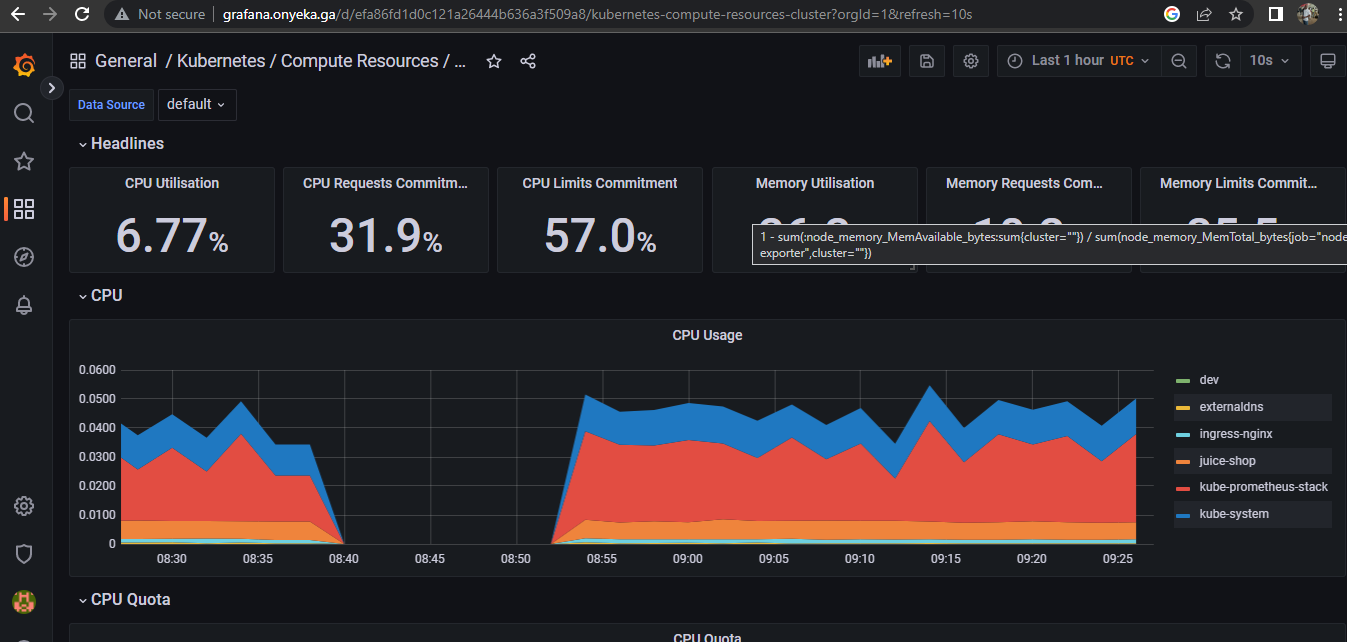 Not secure | grafana.onyeka.ga/d/efa86fd1d0c121a26444b636a3f509a8/kubernetes-compute-resources-cluster?orgId=1&refresh=10s
General / Kubernetes / Compute Resources / ...
Last 1 hour UTC
10s
Data Source default
Headlines
CPU Utilisation
6.77%
CPU Requests Commitm...
31.9%
CPU Limits Commitment
57.0%
Memory Utilisation
Memory Requests Com...
Memory Limits Commit...
1 - sum(:node_memory_MemAvailable_bytes:sum{cluster=""}) / sum(node_memory_MemTotal_bytes{job="node
exporter",cluster=""})
CPU
CPU Usage
0.0600
0.0500
0.0400
0.0300
0.0200
0.0100
0
08:30 08:35 08:40 08:45 08:50 08:55 09:00 09:05 09:10 09:15 09:20 09:25
dev
externaldns
ingress-nginx
juice-shop
kube-prometheus-stack
kube-system
CPU Quota
CPU Quota